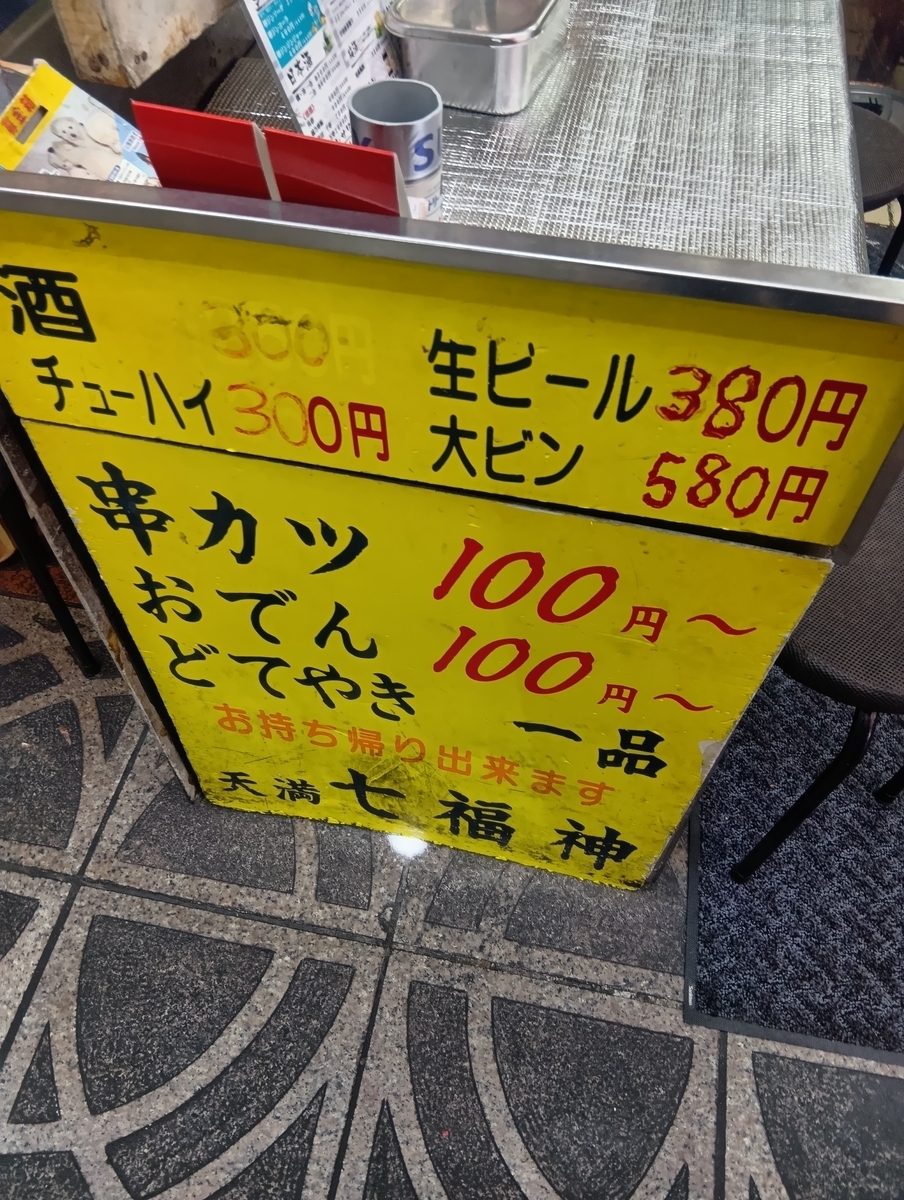 酒 300円
チューハイ 300円
生ビール 380円
大ビン 580円
串カツ 100円～
おでん 100円～
どてやき 一品
お持ち帰り出来ます
天満 七福神